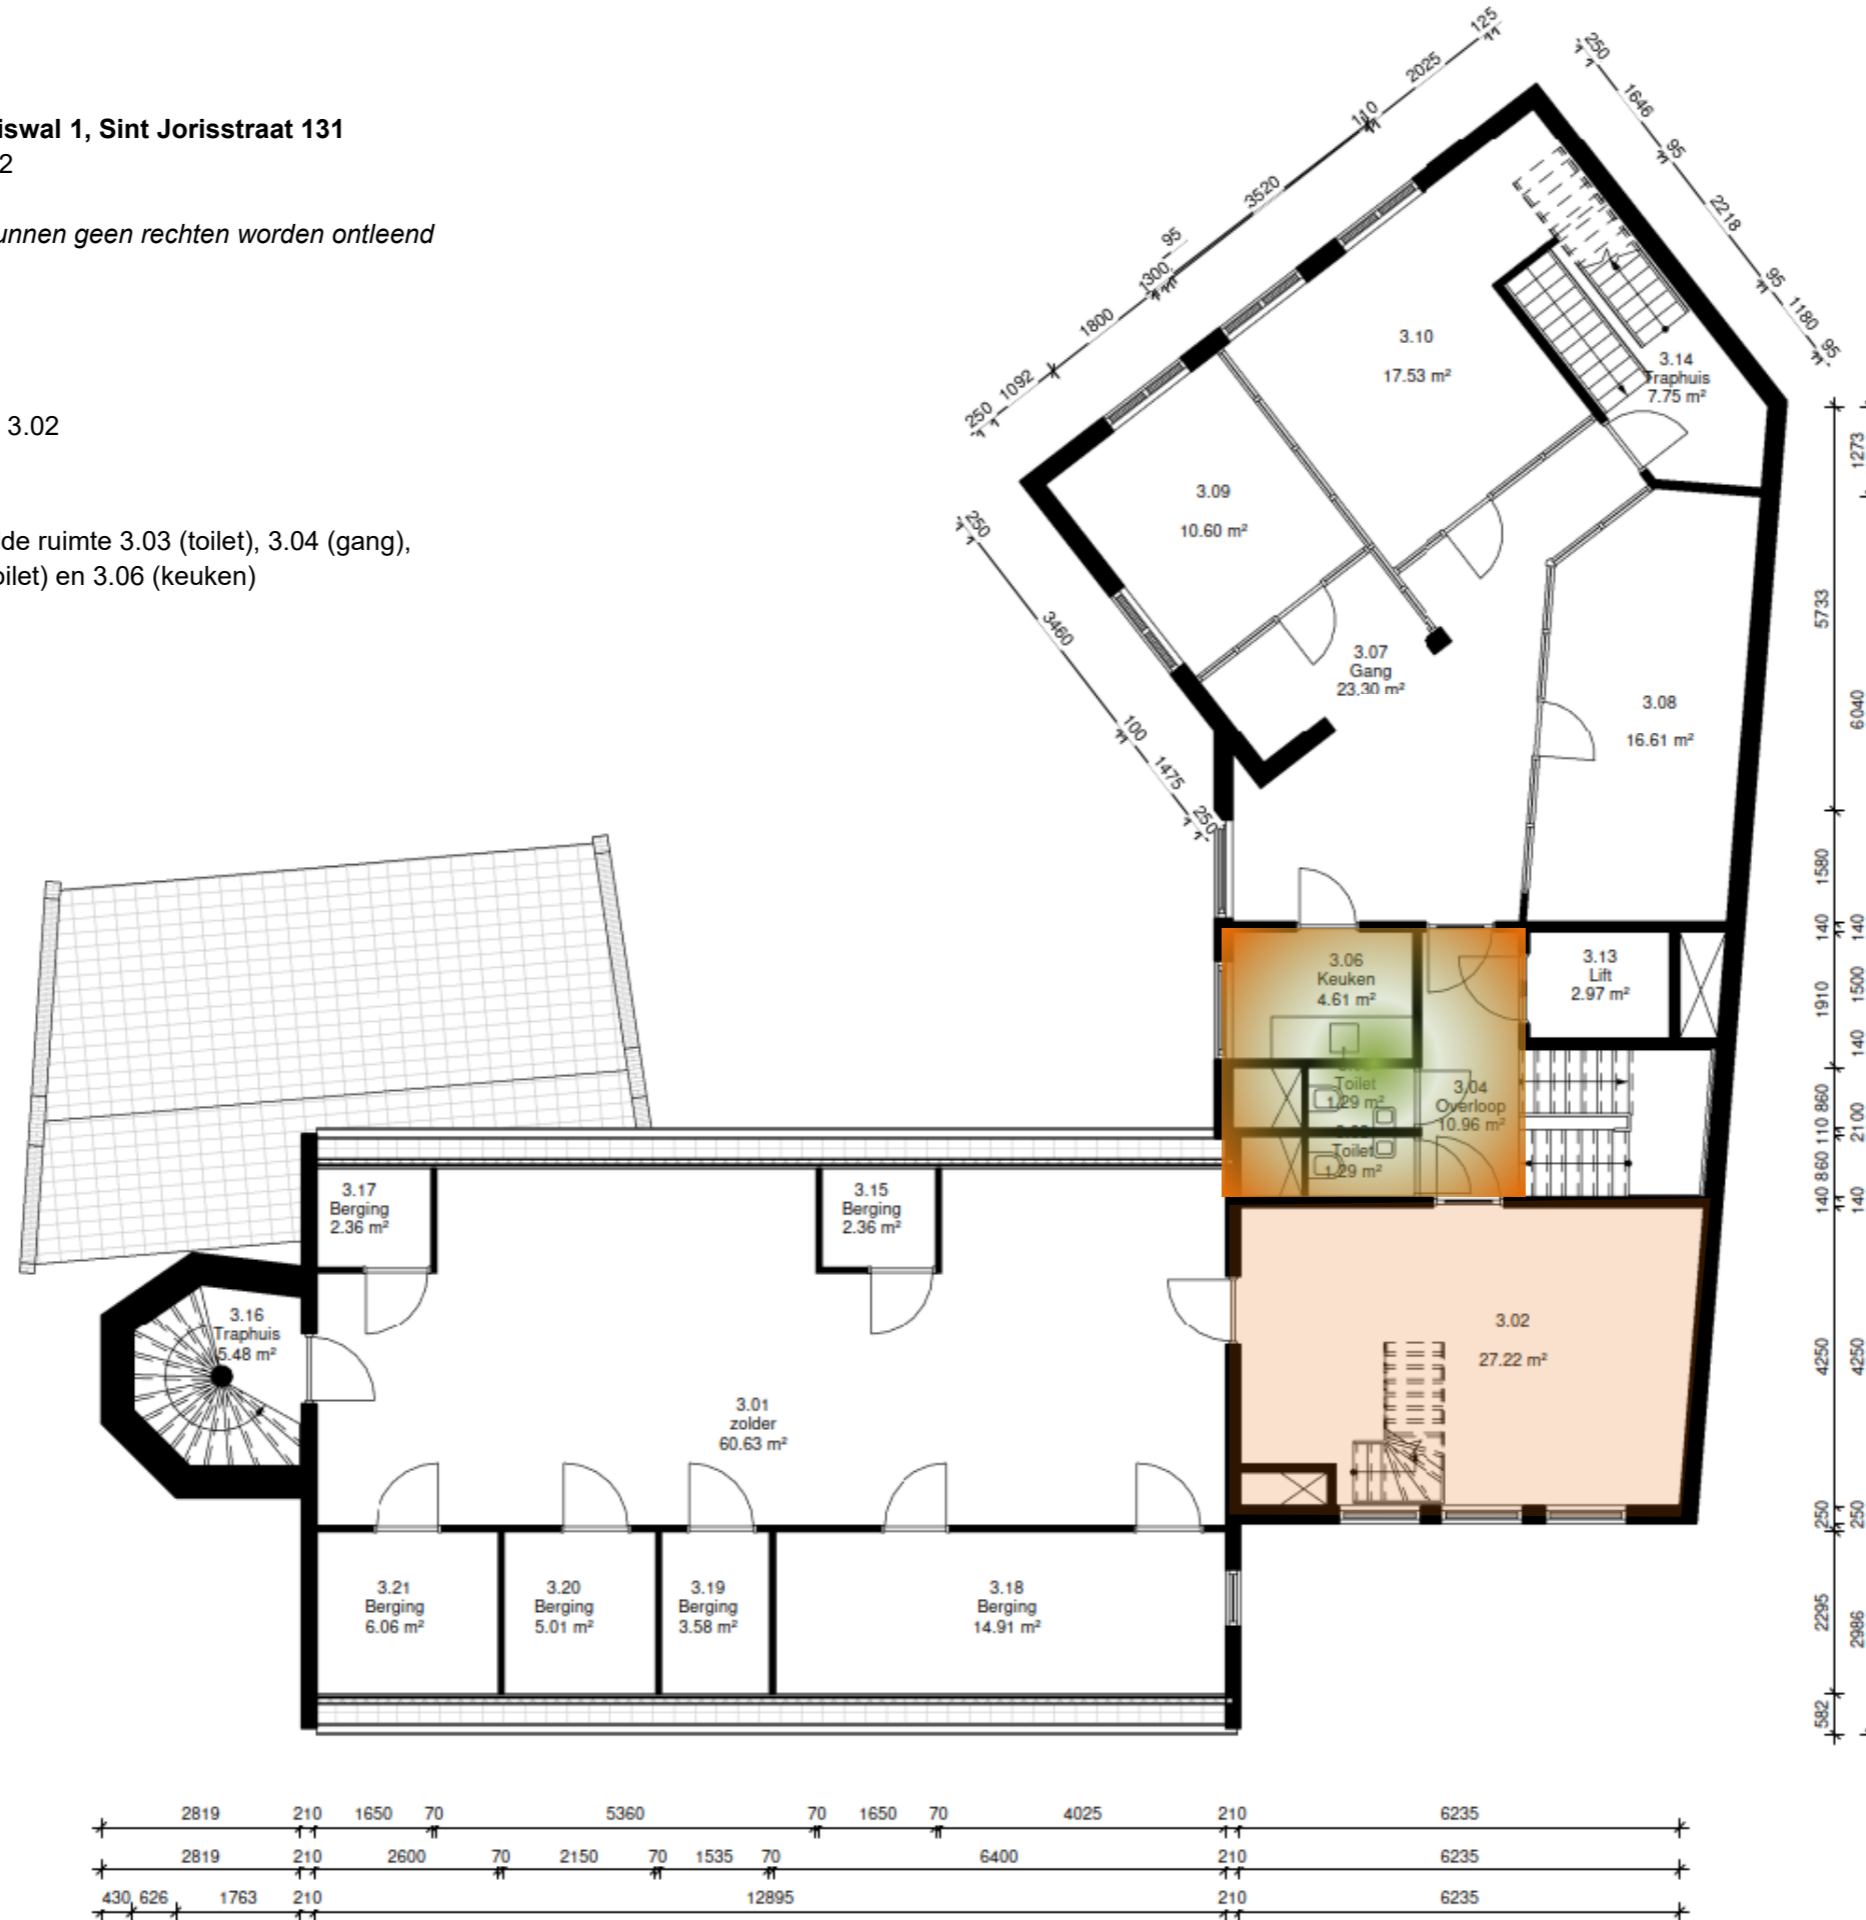 iswal 1, Sint Jorisstraat 131
2
unnen geen rechten worden ontleend
3.02
de ruimte 3.03 (toilet), 3.04 (gang),
oilet) en 3.06 (keuken)
250
1092
1800
1300
95
3520
110
2025
125
250
1646
95
2218
95
1180
95
3.10
17.53 m²
3.14
Traphuis
7.75 m²
3.09
10.60 m²
250
3460
100
1475
250
3.07
Gang
23.30 m²
3.08
16.61 m²
3.06
Keuken
4.61 m²
3.13
Lift
2.97 m²
Toilet
1.29 m²
3.04
Overloop
10.96 m²
Toilet
1.29 m²
3.17
Berging
2.36 m²
3.15
Berging
2.36 m²
3.16
Traphuis
5.48 m²
3.02
27.22 m²
3.01
zolder
60.63 m²
3.21
Berging
6.06 m²
3.20
Berging
5.01 m²
3.19
Berging
3.58 m²
3.18
Berging
14.91 m²
1273
5733
6040
1580
140 140
1910 1500
140
110 860
2100
140 860
140
4250 4250
250 250
2295
2986
582
2819 210 1650 70 5360 70 1650 70 4025 210 6235
2819 210 2600 70 2150 70 1535 70 6400 210 6235
430 626 1763 210 12895 210 6235